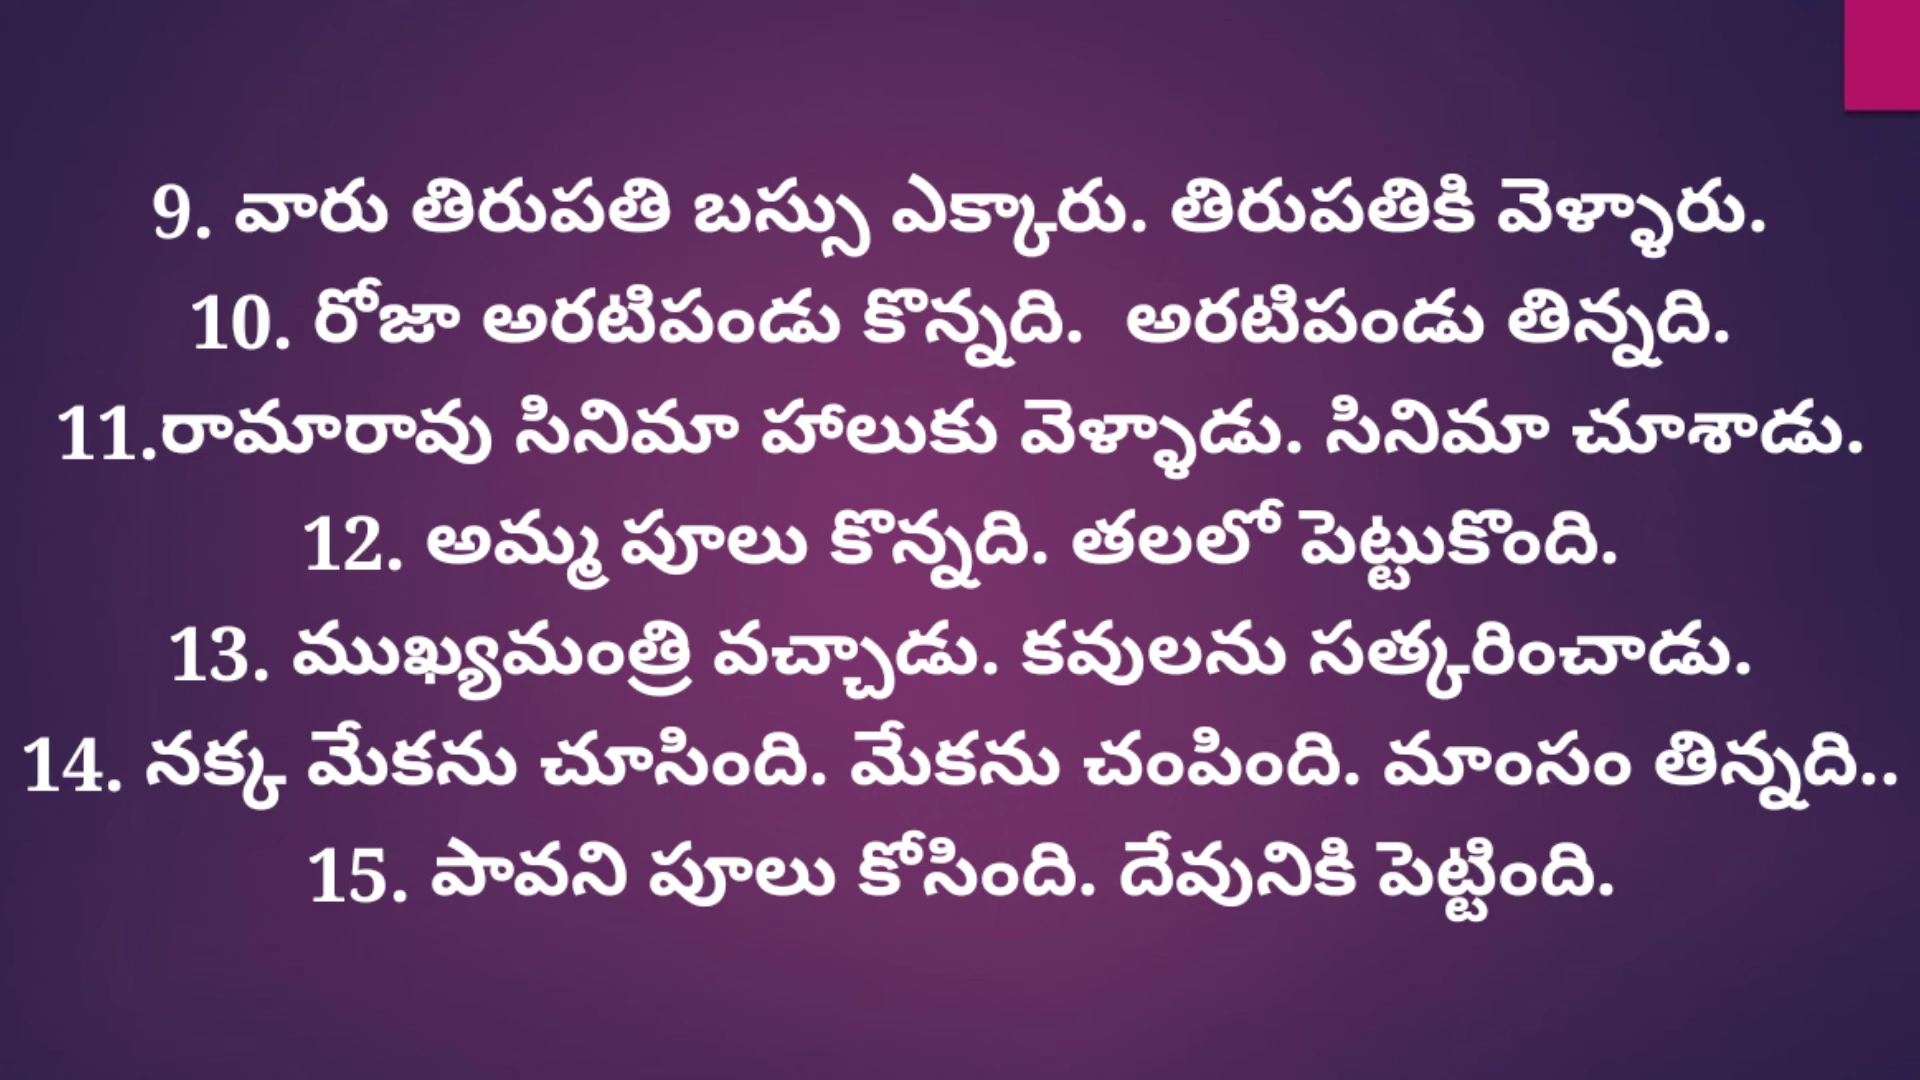 9. వారు తిరుపతి బస్సు ఎక్కారు. తిరుపతికి వెళ్ళారు.
10. రోజా అరటిపండు కొన్నది. అరటిపండు తిన్నది.
11.రామారావు సినిమా హాలుకు వెళ్ళాడు. సినిమా చూశాడు.
12. అమ్మ పూలు కొన్నది. తలలో పెట్టుకొంది.
13. ముఖ్యమంత్రి వచ్చాడు. కవులను సత్కరించాడు.
14. నక్క మేకను చూసింది. మేకను చంపింది. మాంసం తిన్నది..
15. పావని పూలు కోసింది. దేవునికి పెట్టింది.